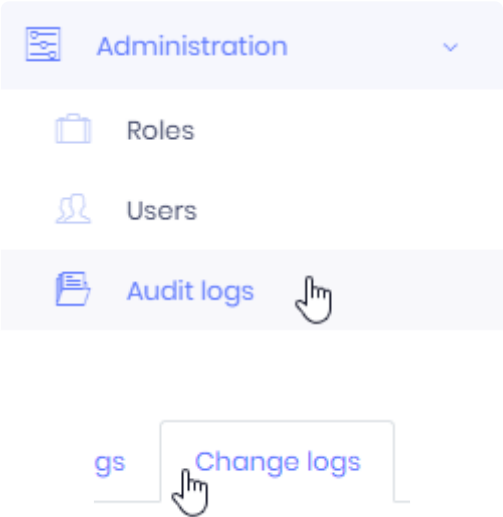 Administration
Roles
Users
Audit logs
gs Change logs